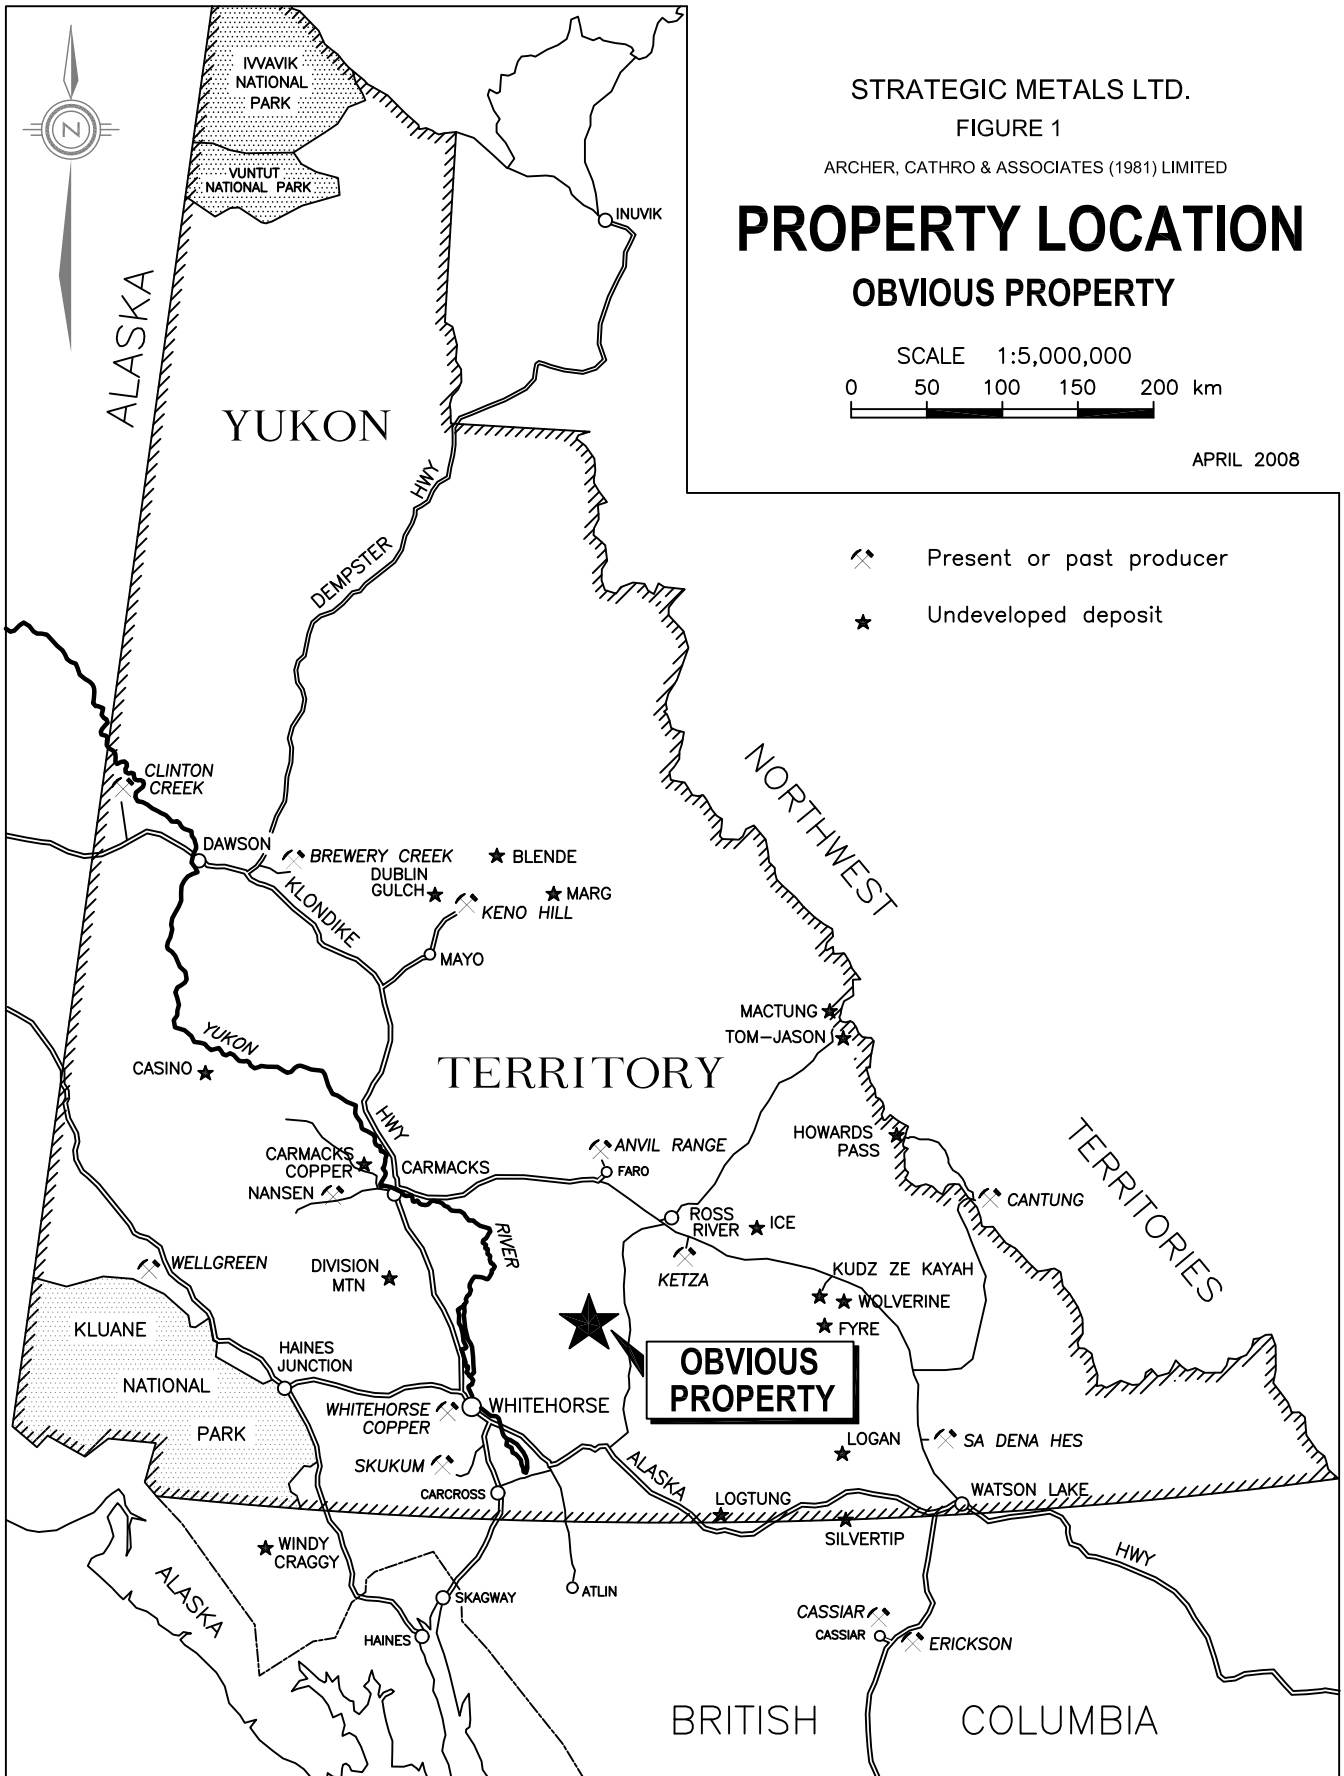 STRATEGIC METALS LTD.
FIGURE 1
ARCHER, CATHRO & ASSOCIATES (1981) LIMITED
PROPERTY LOCATION
OBVIOUS PROPERTY
SCALE 1:5,000,000
0 50 100 150 200 km
APRIL 2008
Present or past producer
Undeveloped deposit
N
IVVAVIK
NATIONAL
PARK
VUNTUT
NATIONAL PARK
INUVIK
ALASKA
YUKON
HWY
DEMPSTER
NORTHWEST
CLINTON
CREEK
DAWSON
BREWERY CREEK
BLENDE
DUBLIN
GULCH
MARG
KENO HILL
KLONDIKE
MAYO
MACTUNG
TOM-JASON
YUKON
CASINO
TERRITORY
HWY
HOWARDS
PASS
TERRITORIES
ANVIL RANGE
FARO
CARMACKS
COPPER
CARMACKS
NANSEN
CANTUNG
ROSS
RIVER
ICE
RIVER
KETZA
WELLGREEN
DIVISION
MTN
KUDZ ZE KAYAH
WOLVERINE
FYRE
KLUANE
NATIONAL
PARK
HAINES
JUNCTION
OBVIOUS
PROPERTY
WHITEHORSE
COPPER
WHITEHORSE
LOGAN
SA DENA HES
SKUKUM
ALASKA
CARCROSS
LOGTUNG
WATSON LAKE
SILVERTIP
WINDY
CRAGGY
HWY
ALASKA
SKAGWAY
ATLIN
HAINES
CASSIAR
CASSIAR
ERICKSON
BRITISH COLUMBIA